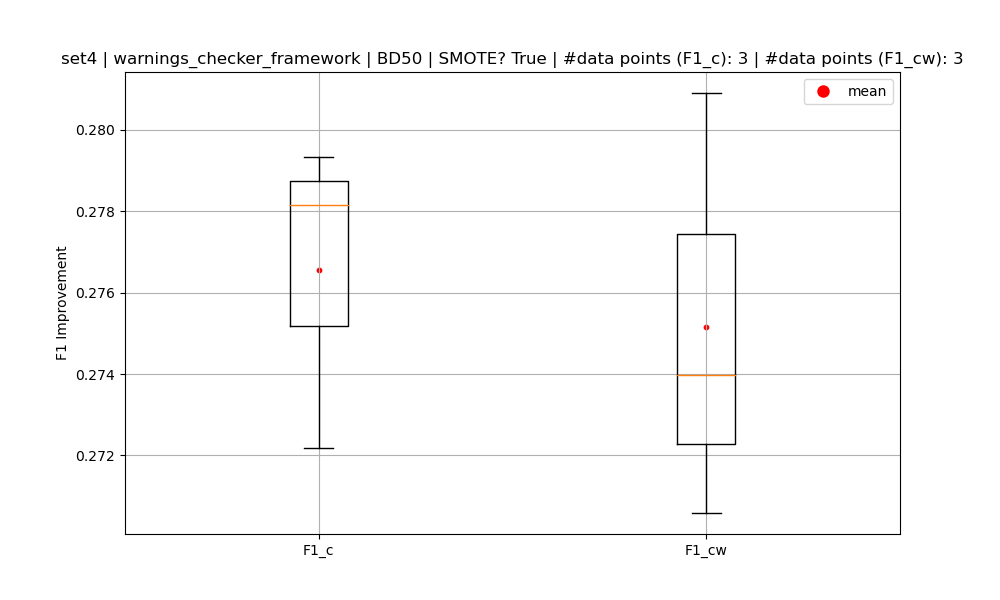 set4 | warnings_checker_framework | BD50 | SMOTE? True | #data points (F1_c): 3 | #data points (F1_cw): 3
mean
0.280
0.278
0.276
0.274
0.272
F1 Improvement
F1_c
F1_cw